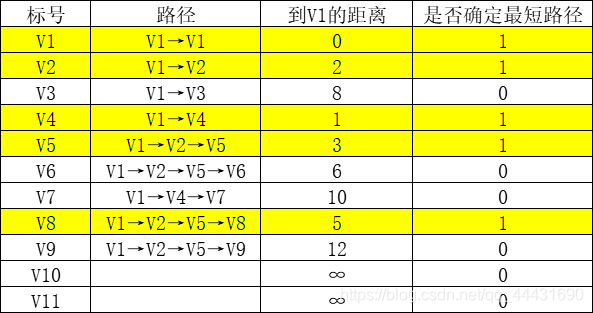 标号 路径 到V1的距离 是否确定最短路径
V1 V1→V1 0 1
V2 V1→V2 2 1
V3 V1→V3 8 0
V4 V1→V4 1 1
V5 V1→V2→V5 3 1
V6 V1→V2→V5→V6 6 0
V7 V1→V4→V7 10 0
V8 V1→V2→V5→V8 5 1
V9 V1→V2→V5→V9 12 0
V10 ∞ 0
V11 ∞ 0
https://blog.csdn.net/qq_44431690